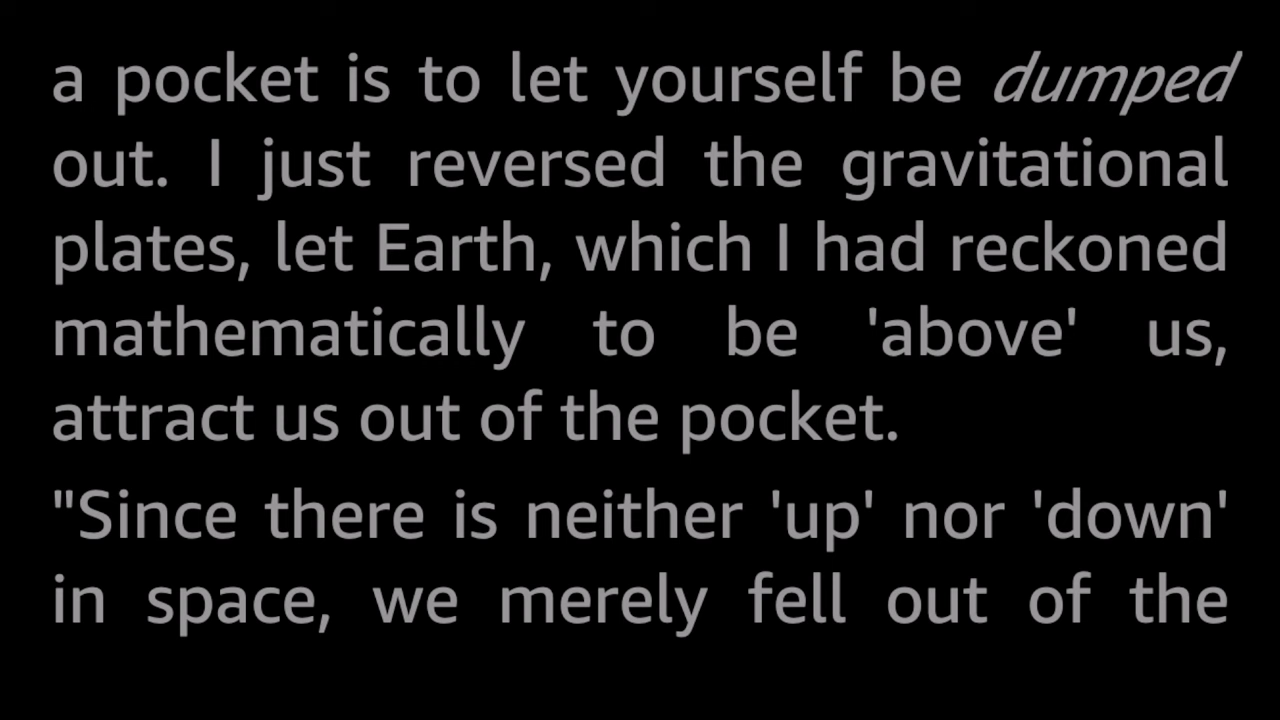 a pocket is to let yourself be dumped
out. I just reversed the gravitational
plates, let Earth, which I had reckoned
mathematically to be 'above' us,
attract us out of the pocket.
"Since there is neither 'up' nor 'down'
in space, we merely fell out of the